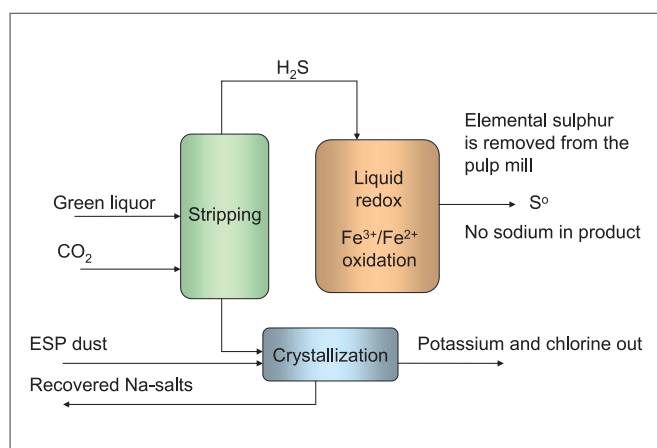 H₂S
Elemental sulphur
is removed from the
pulp mill
Liquid
redox
Fe³⁺/Fe²⁺
oxidation
Green liquor
Stripping
S⁰
No sodium in product
CO₂
ESP dust
Crystallization
Potassium and chlorine out
Recovered Na-salts